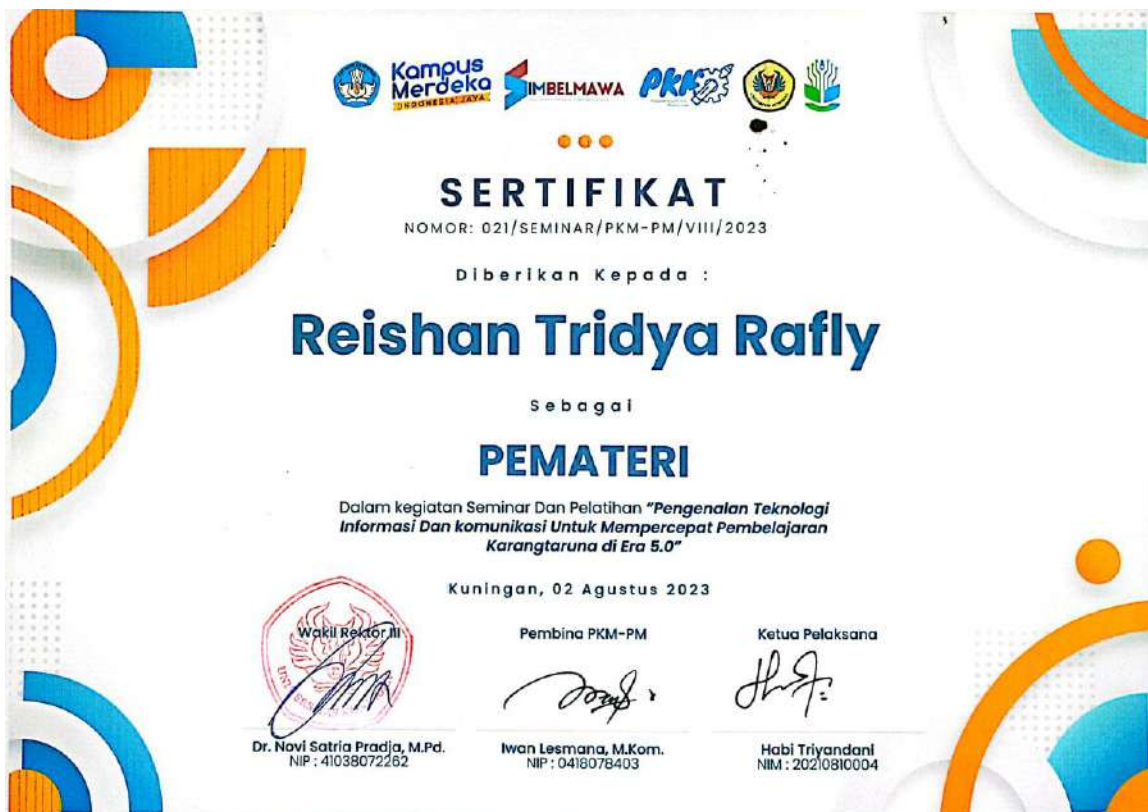 Kampus
Merdeka
INDONESIA JAYA
SIMBELMAWA
PKM
SERTIFIKAT
NOMOR: 021/SEMINAR/PKM-PM/VIII/2023
Diberikan Kepada :
Reishan Tridya Rafly
Sebagai
PEMATERI
Dalam kegiatan Seminar Dan Pelatihan "Pengenalan Teknologi
Informasi Dan komunikasi Untuk Mempercepat Pembelajaran
Karangtaruna di Era 5.0"
Kuningan, 02 Agustus 2023
Wakil Rektor III
Pembina PKM-PM
Ketua Pelaksana
Dr. Novi Satria Pradja, M.Pd.
NIP : 41038072262
Iwan Lesmana, M.Kom.
NIP : 0418078403
Habi Triyandani
NIM : 20210810004